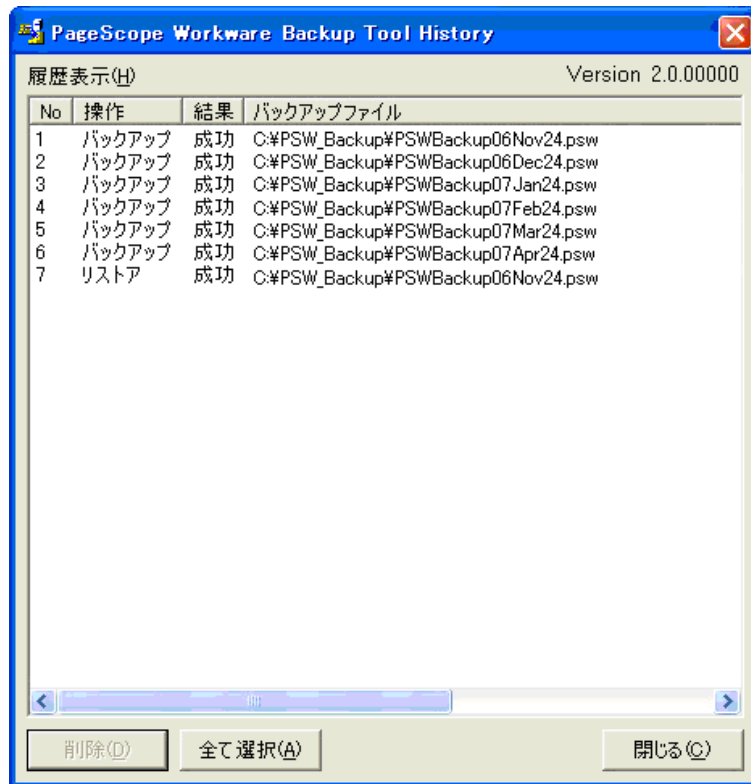 PageScope Workware Backup Tool History
履歴表示(H) Version 2.0.00000
No 操作 結果 バックアップファイル
1 バックアップ 成功 C:¥PSW_Backup¥PSWBackup06Nov24.psw
2 バックアップ 成功 C:¥PSW_Backup¥PSWBackup06Dec24.psw
3 バックアップ 成功 C:¥PSW_Backup¥PSWBackup07Jan24.psw
4 バックアップ 成功 C:¥PSW_Backup¥PSWBackup07Feb24.psw
5 バックアップ 成功 C:¥PSW_Backup¥PSWBackup07Mar24.psw
6 バックアップ 成功 C:¥PSW_Backup¥PSWBackup07Apr24.psw
7 リストア 成功 C:¥PSW_Backup¥PSWBackup06Nov24.psw
削除(D) 全て選択(A) 閉じる(C)